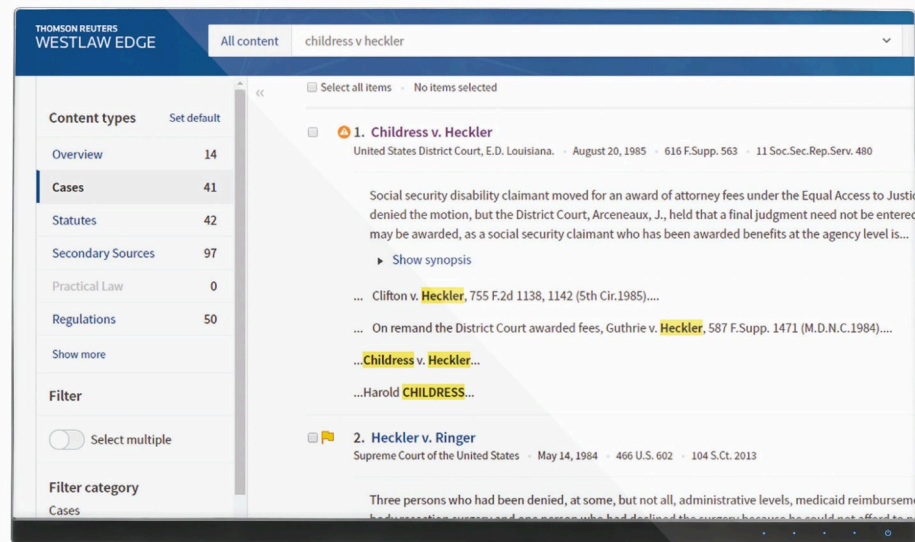 THOMSON REUTERS
WESTLAW EDGE
All content
childress v heckler
Select all items
No items selected
Content types
Set default
Overview 14
Cases 41
Statutes 42
Secondary Sources 97
Practical Law 0
Regulations 50
Show more
Filter
Select multiple
Filter category
Cases
1. Childress v. Heckler
United States District Court, E.D. Louisiana. August 20, 1985 616 F.Supp. 563 11 Soc.Sec.Rep.Serv. 480
Social security disability claimant moved for an award of attorney fees under the Equal Access to Justic
denied the motion, but the District Court, Arceneaux, J., held that a final judgment need not be entered
may be awarded, as a social security claimant who has been awarded benefits at the agency level is...
Show synopsis
... Clifton v. Heckler, 755 F.2d 1138, 1142 (5th Cir.1985)....
... On remand the District Court awarded fees, Guthrie v. Heckler, 587 F.Supp. 1471 (M.D.N.C.1984)....
...Childress v. Heckler...
...Harold CHILDRESS...
2. Heckler v. Ringer
Supreme Court of the United States May 14, 1984 466 U.S. 602 104 S.Ct. 2013
Three persons who had been denied, at some, but not all, administrative levels, medicaid reimburseme